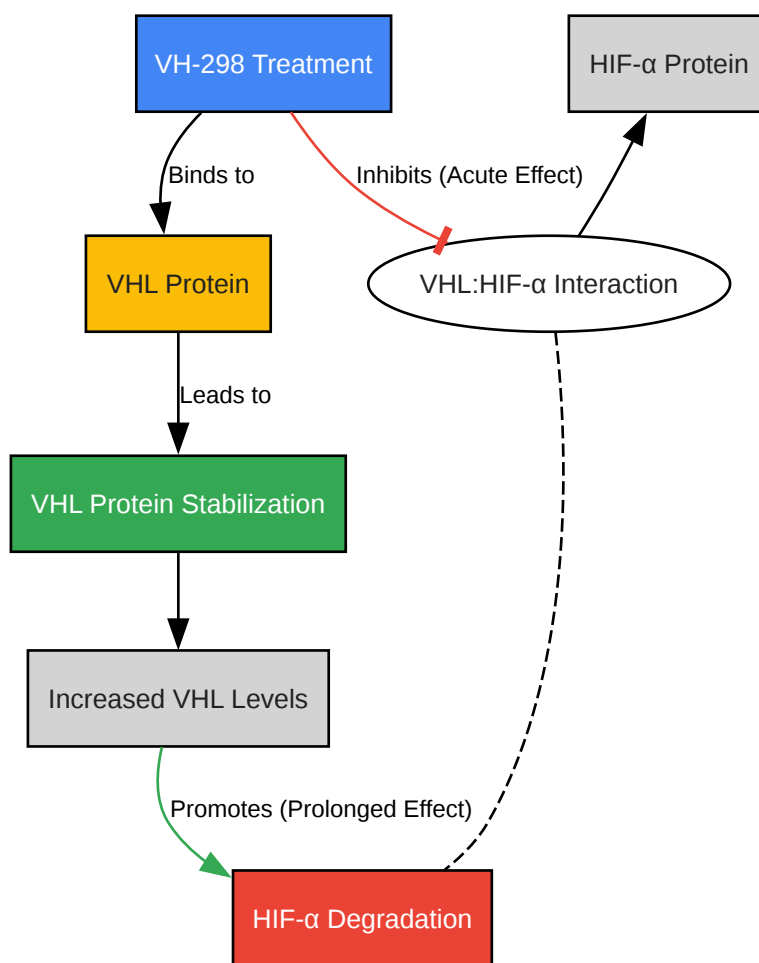 VH-298 Treatment
HIF-α Protein
Binds to
Inhibits (Acute Effect)
VHL Protein
VHL:HIF-α Interaction
Leads to
VHL Protein Stabilization
Increased VHL Levels
Promotes (Prolonged Effect)
HIF-α Degradation